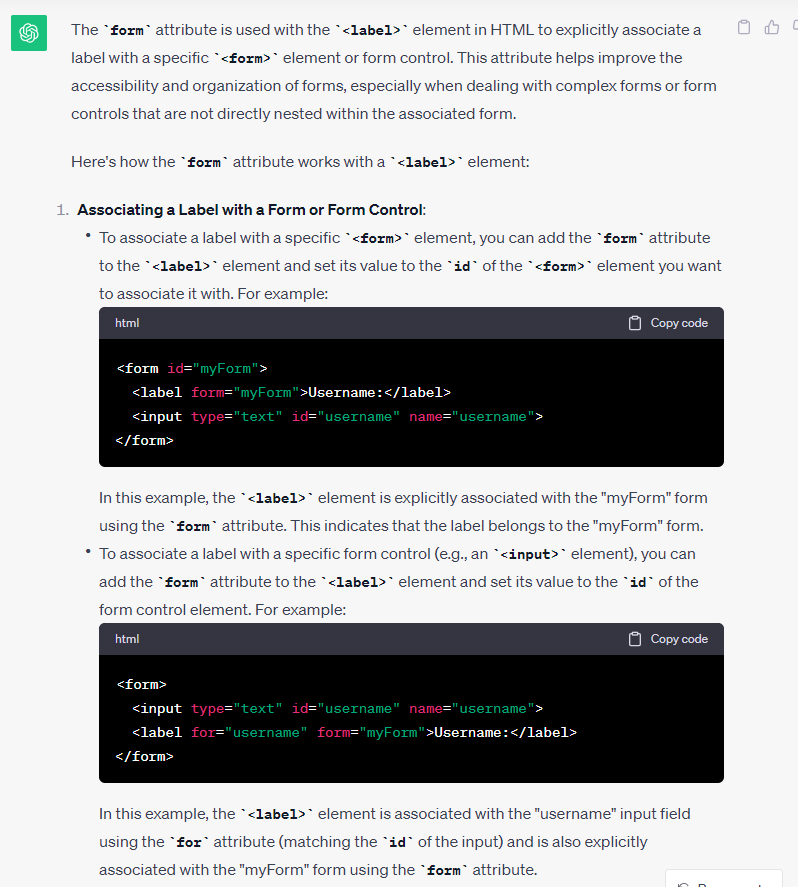 The `form` attribute is used with the `<label>` element in HTML to explicitly associate a
label with a specific `<form>` element or form control. This attribute helps improve the
accessibility and organization of forms, especially when dealing with complex forms or form
controls that are not directly nested within the associated form.
Here's how the `form` attribute works with a `<label>` element:
1. Associating a Label with a Form or Form Control:
• To associate a label with a specific `<form>` element, you can add the `form` attribute
to the `<label>` element and set its value to the `id` of the `<form>` element you want
to associate it with. For example:
html Copy code
<form id="myForm">
  <label form="myForm">Username:</label>
  <input type="text" id="username" name="username">
</form>
In this example, the `<label>` element is explicitly associated with the "myForm" form
using the `form` attribute. This indicates that the label belongs to the "myForm" form.
• To associate a label with a specific form control (e.g., an `<input>` element), you can
add the `form` attribute to the `<label>` element and set its value to the `id` of the
form control element. For example:
html Copy code
<form>
  <input type="text" id="username" name="username">
  <label for="username" form="myForm">Username:</label>
</form>
In this example, the `<label>` element is associated with the "username" input field
using the `for` attribute (matching the `id` of the input) and is also explicitly
associated with the "myForm" form using the `form` attribute.